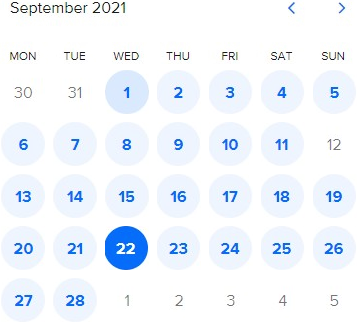 September 2021
MON TUE WED THU FRI SAT SUN
30 31 1 2 3 4 5
6 7 8 9 10 11 12
13 14 15 16 17 18 19
20 21 22 23 24 25 26
27 28 1 2 3 4 5